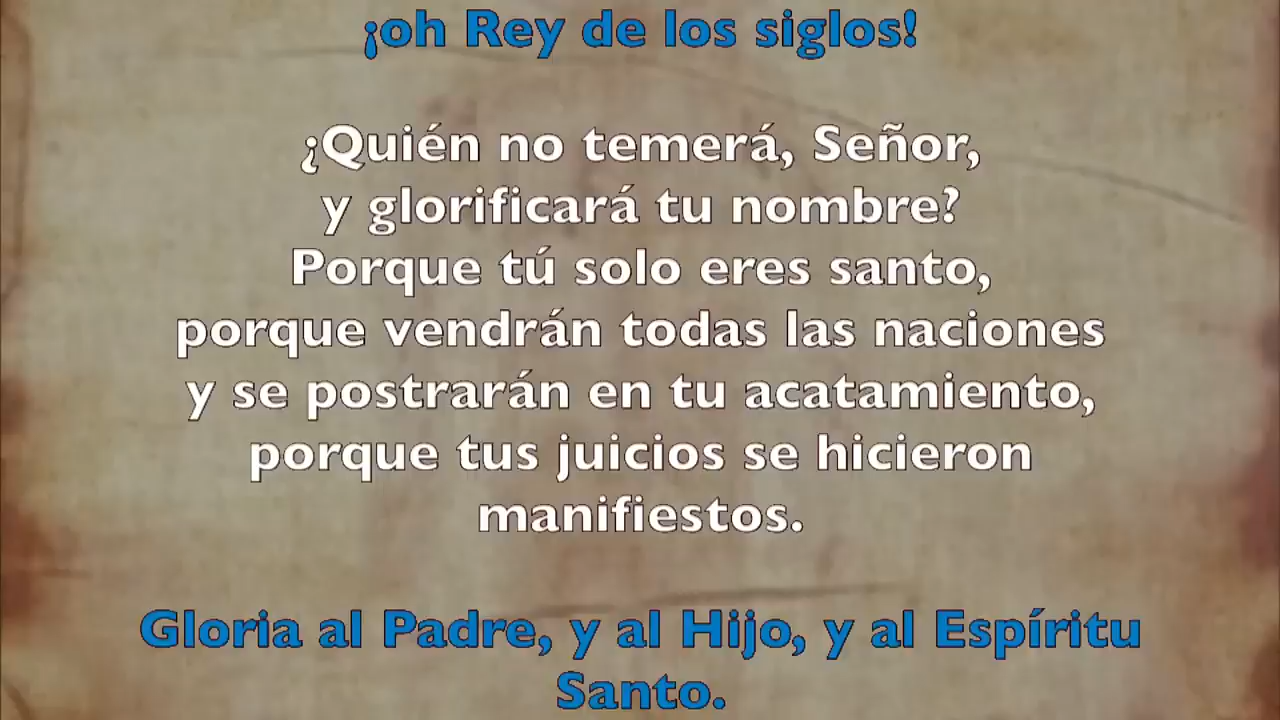 ¡oh Rey de los siglos!
¿Quién no temerá, Señor,
y glorificará tu nombre?
Porque tú solo eres santo,
porque vendrán todas las naciones
y se postrarán en tu acatamiento,
porque tus juicios se hicieron
manifiestos.
Gloria al Padre, y al Hijo, y al Espíritu
Santo.